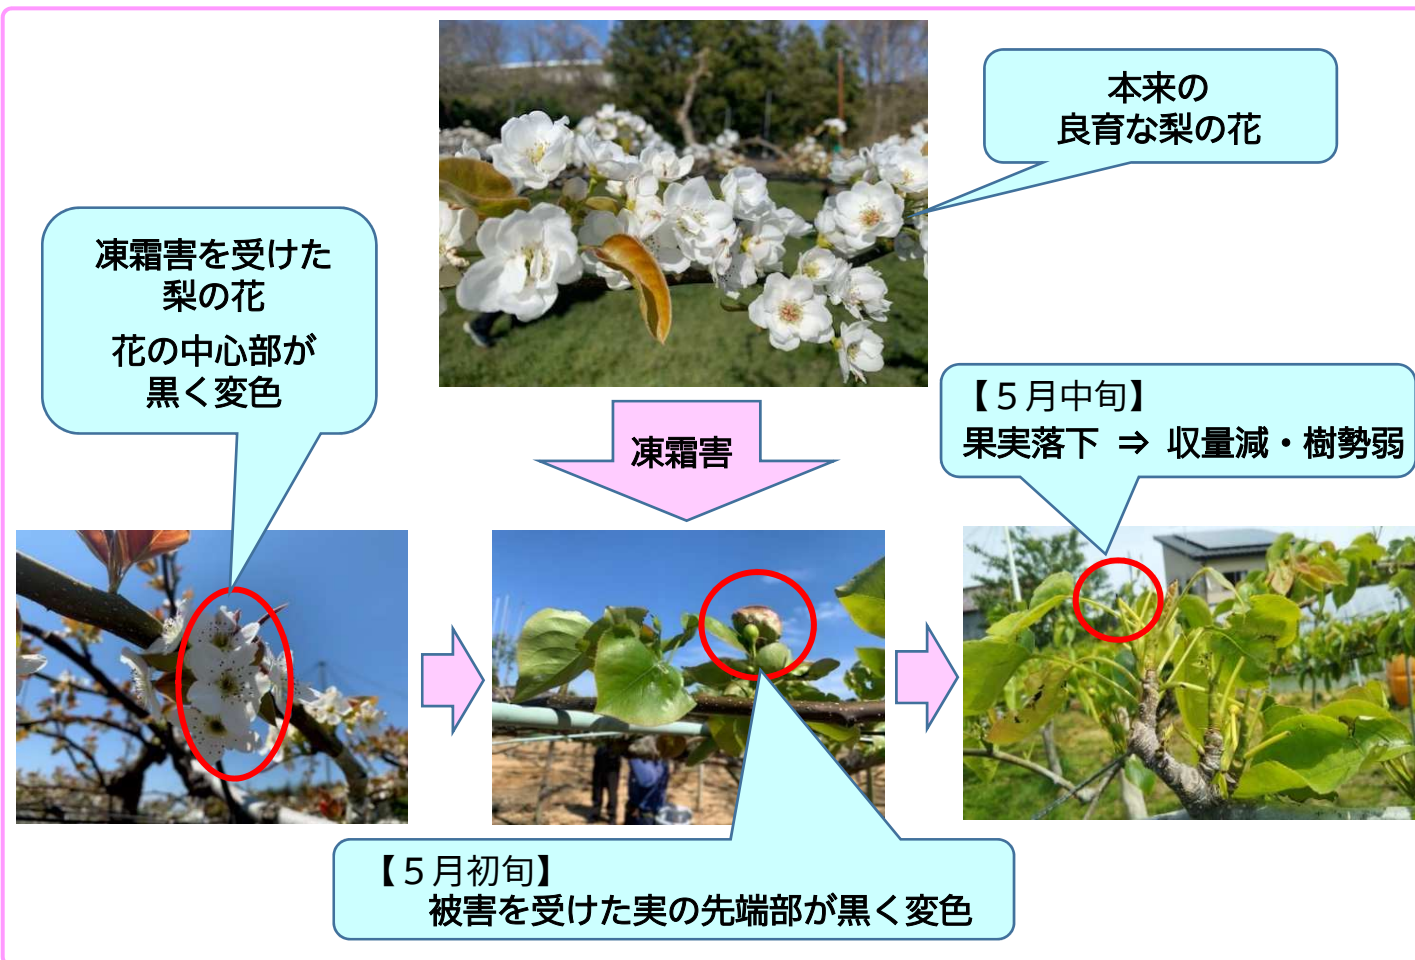 本来の
良育な梨の花
凍霜害を受けた
梨の花
花の中心部が
黒く変色
凍霜害
【５月中旬】
果実落下 ⇒ 収量減・樹勢弱
【５月初旬】
被害を受けた実の先端部が黒く変色